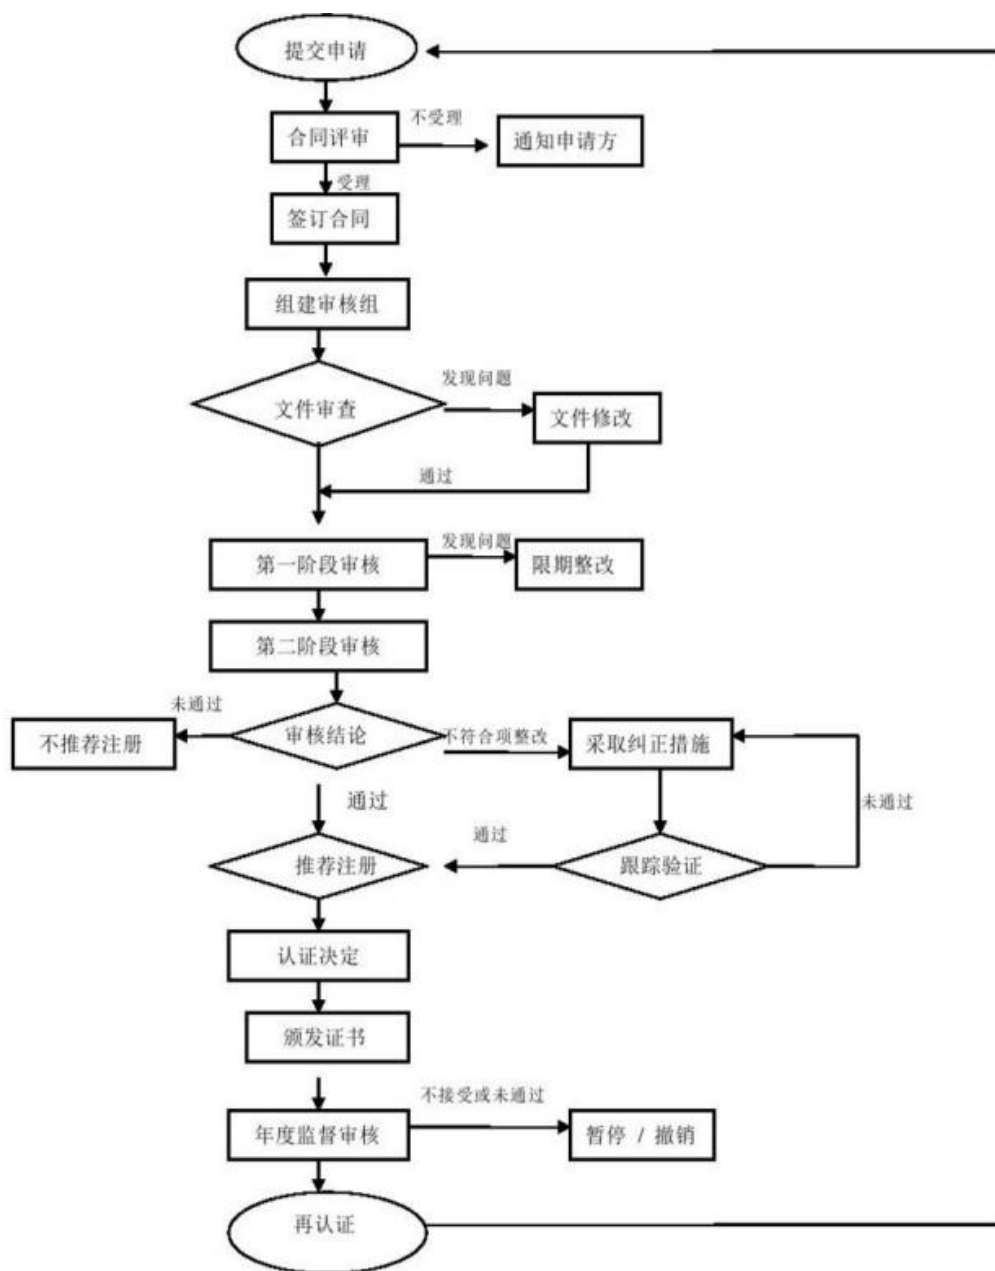 提交申请
不受理
合同评审
通知申请方
受理
签订合同
组建审核组
发现问题
文件审查
文件修改
通过
发现问题
第一阶段审核
限期整改
第二阶段审核
未通过
不推荐注册
审核结论
不符合项整改
采取纠正措施
通过
未通过
通过
推荐注册
跟踪验证
认证决定
颁发证书
不接受或未通过
年度监督审核
暂停 / 撤销
再认证